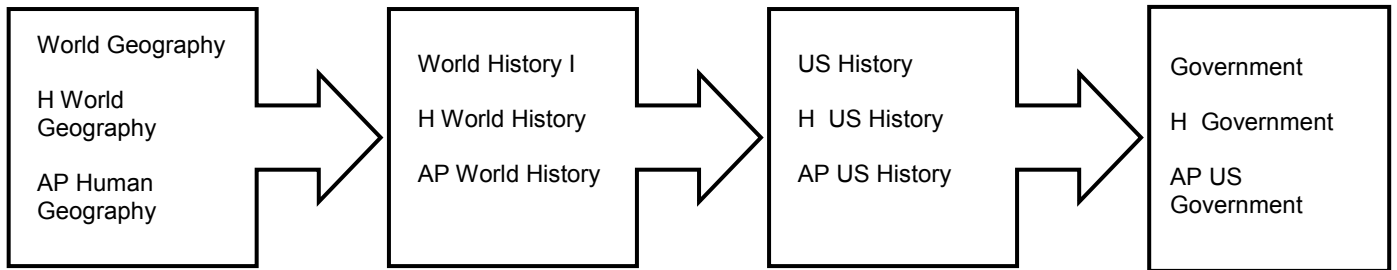 World Geography
H World
Geography
AP Human
Geography
World History I
H World History
AP World History
US History
H  US History
AP US History
Government
H  Government
AP US
Government